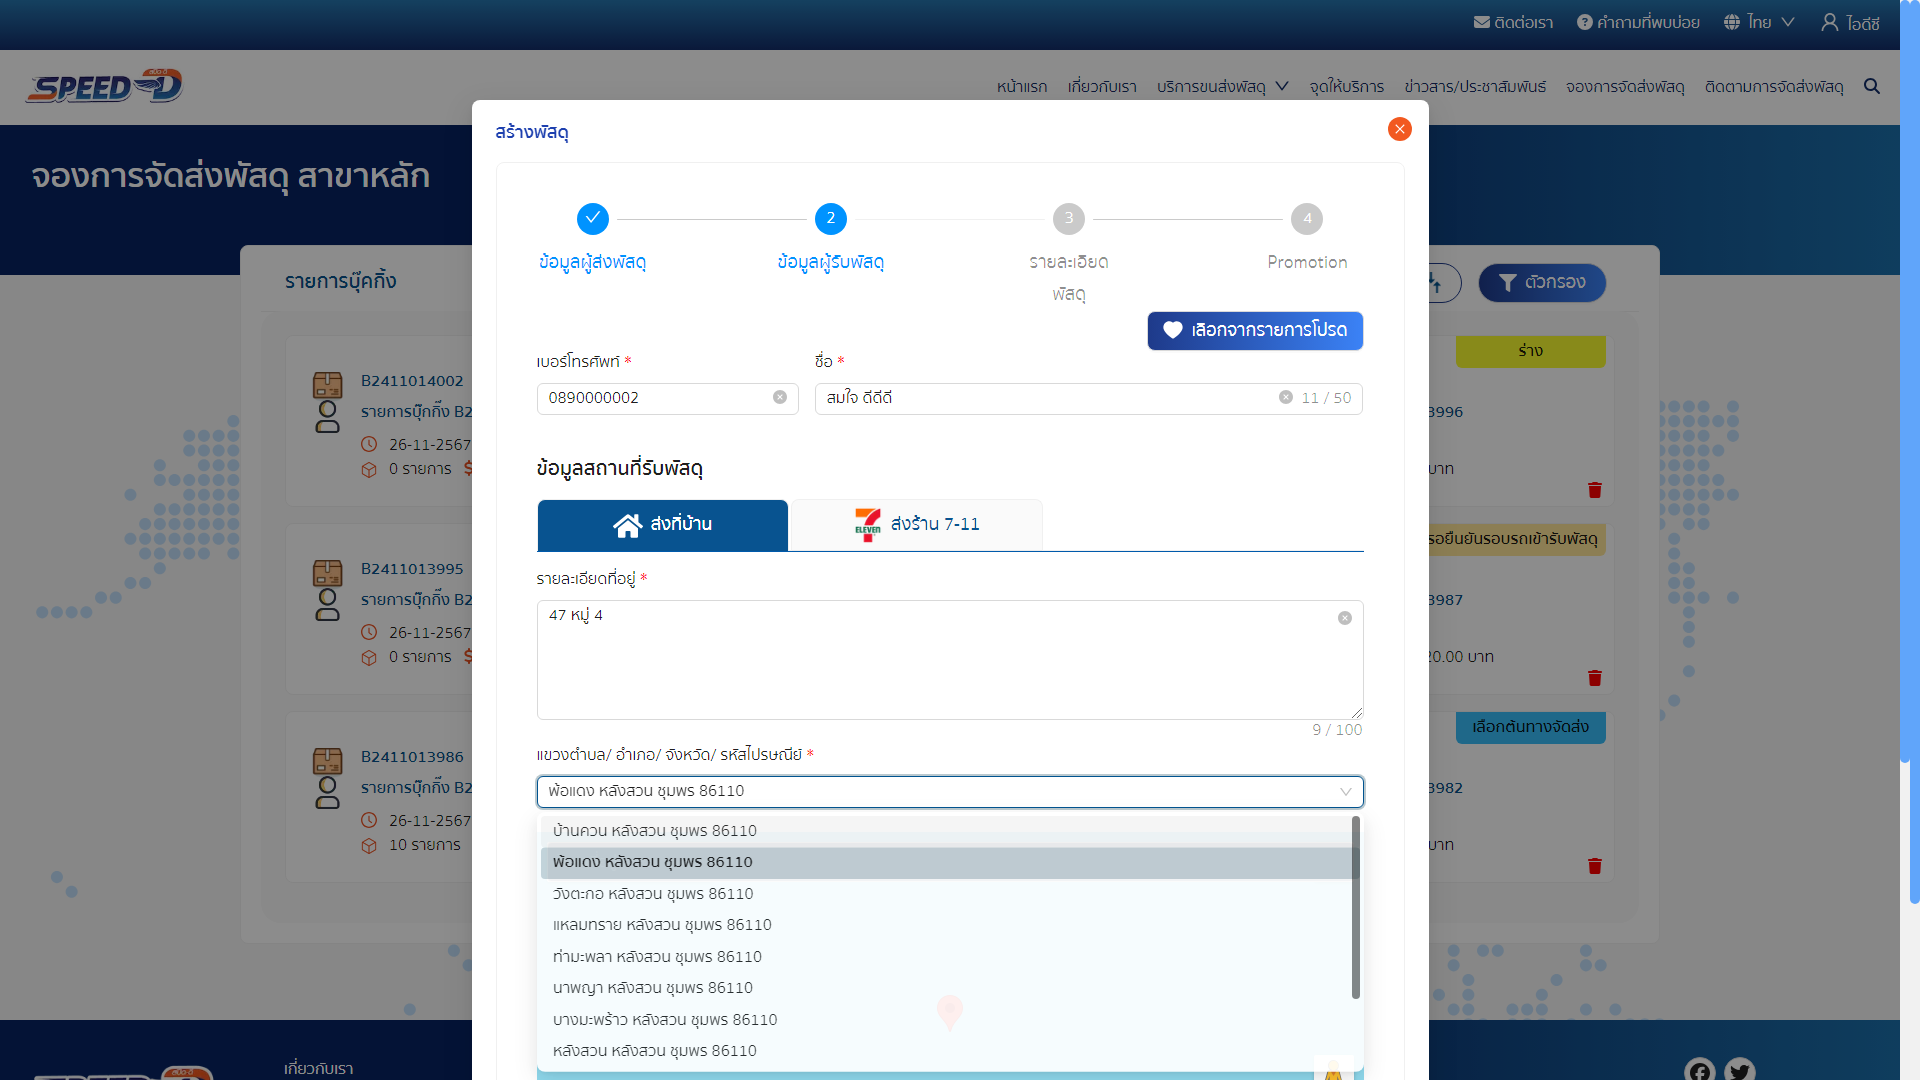 ติดต่อเรา
คำถามที่พบบ่อย
ไทย
ไอดีซี
SPEED-D
หน้าแรก
เกี่ยวกับเรา
บริการขนส่งพัสดุ
จุดให้บริการ
ข่าวสาร/ประชาสัมพันธ์
จองการจัดส่งพัสดุ
ติดตามการจัดส่งพัสดุ
จองการจัดส่งพัสดุ สาขาหลัก
รายการบุ๊คกิ้ง
ตัวกรอง
B2411014002
รายการบุ๊กกิ้ง B2
26-11-2567
0 รายการ
B2411013995
รายการบุ๊กกิ้ง B2
26-11-2567
0 รายการ
B2411013986
รายการบุ๊กกิ้ง B2
26-11-2567
10 รายการ
สร้างพัสดุ
2
3
4
ข้อมูลผู้ส่งพัสดุ
ข้อมูลผู้รับพัสดุ
รายละเอียด
พัสดุ
Promotion
เลือกจากรายการโปรด
เบอร์โทรศัพท์ *
ชื่อ *
0890000002
สมใจ ดีดีดี
11 / 50
ข้อมูลสถานที่รับพัสดุ
ส่งที่บ้าน
7 ELEVEN
ส่งร้าน 7-11
รายละเอียดที่อยู่ *
47 หมู่ 4
9 / 100
แขวงตำบล/ อำเภอ/ จังหวัด/ รหัสไปรษณีย์ *
พ้อแดง หลังสวน ชุมพร 86110
บ้านควน หลังสวน ชุมพร 86110
พ้อแดง หลังสวน ชุมพร 86110
วังตะกอ หลังสวน ชุมพร 86110
แหลมทราย หลังสวน ชุมพร 86110
ท่ามะพลา หลังสวน ชุมพร 86110
นาพญา หลังสวน ชุมพร 86110
บางมะพร้าว หลังสวน ชุมพร 86110
หลังสวน หลังสวน ชุมพร 86110
ร่าง
3996
บาท
รอยืนยันรอบรถเข้ารับพัสดุ
3987
20.00 บาท
เลือกต้นทางจัดส่ง
3982
บาท
เกี่ยวกับเรา